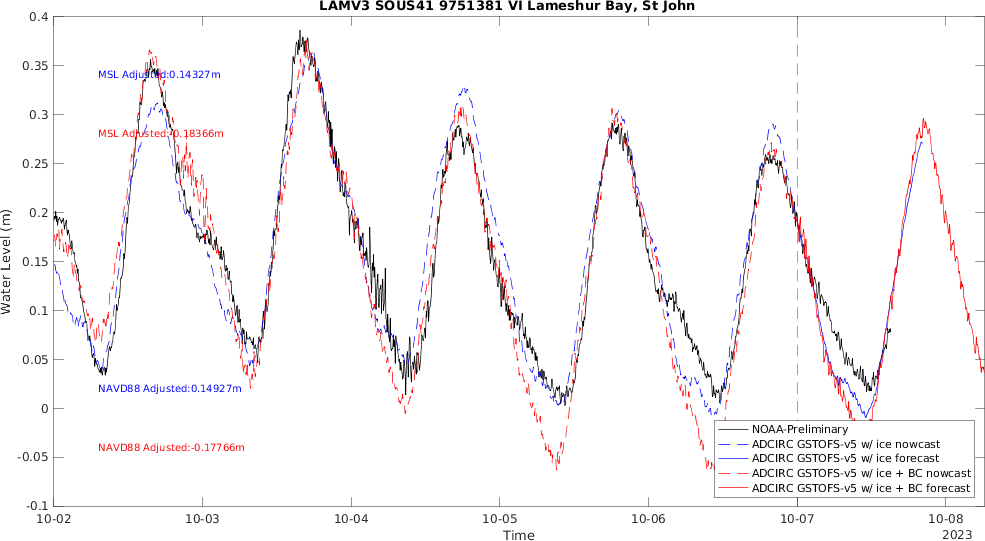 LAMV3 SOUS41 9751381 VI Lameshur Bay, St John
0.4
0.35
0.3
0.25
0.2
0.15
0.1
0.05
0
-0.05
-0.1
Water Level (m)
MSL Adjusted:0.14327m
MSL Adjusted:-0.18366m
NAVD88 Adjusted:0.14927m
NAVD88 Adjusted:-0.17766m
NOAA-Preliminary
ADCIRC GSTOFS-v5 w/ ice nowcast
ADCIRC GSTOFS-v5 w/ ice forecast
ADCIRC GSTOFS-v5 w/ ice + BC nowcast
ADCIRC GSTOFS-v5 w/ ice + BC forecast
10-02 10-03 10-04 10-05 10-06 10-07 10-08
Time
2023